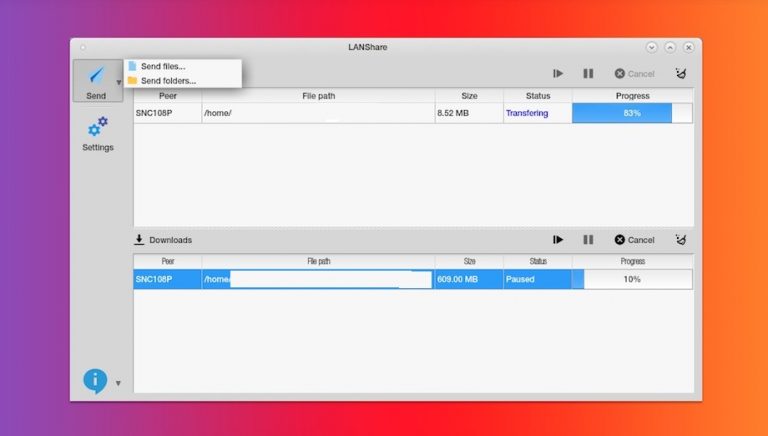 LANShare
Send files...
Send folders...
Cancel
Send
Peer File path Size Status Progress
SNC108P /home/ 8.52 MB Transfering 83%
Settings
Downloads Cancel
Peer File path Size Status Progress
SNC108P /home/ 609.00 MB Paused 10%